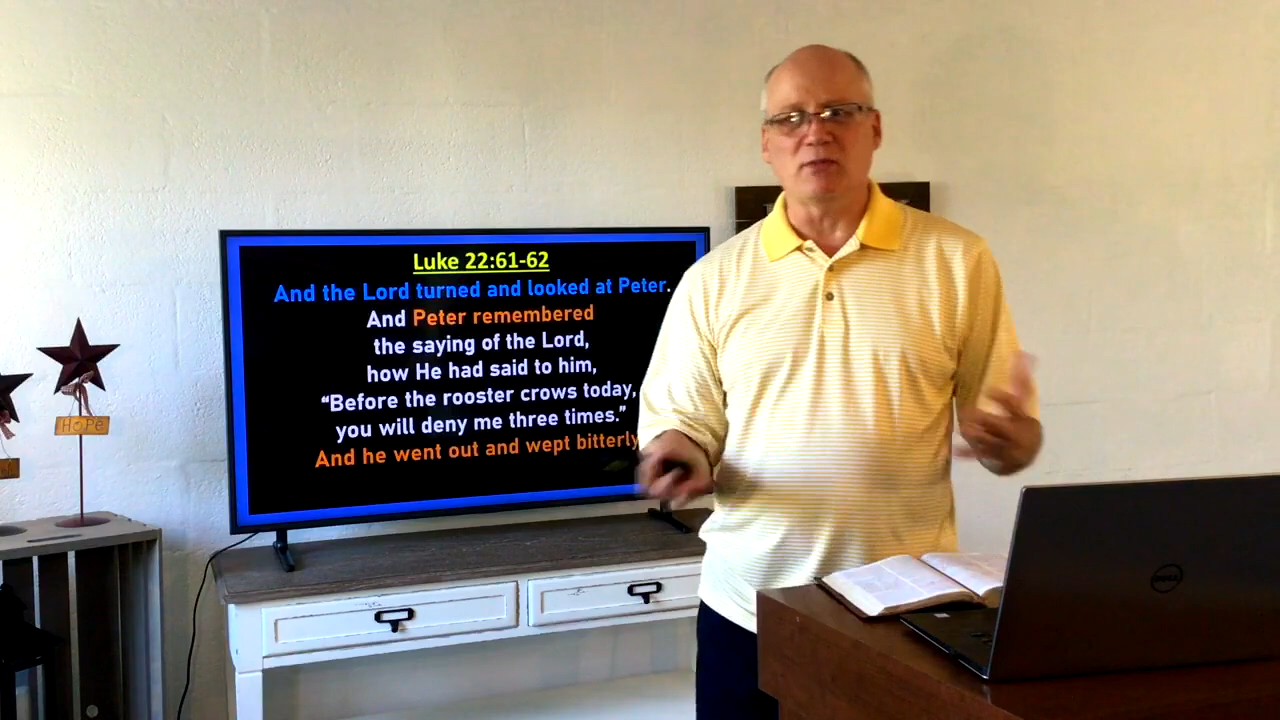 Luke 22:61-62
And the Lord turned and looked at Peter.
And Peter remembered
the saying of the Lord,
how He had said to him,
“Before the rooster crows today,
you will deny me three times.”
And he went out and wept bitterly
HOPE
DELL